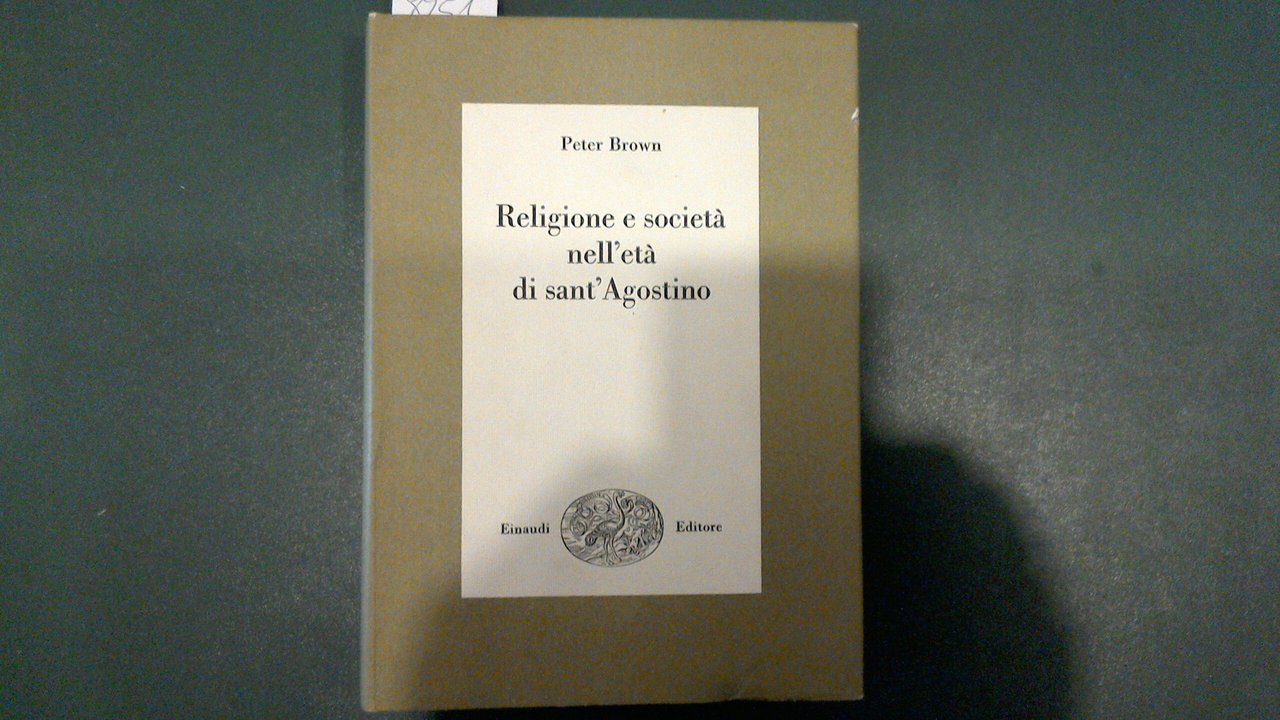 Peter Brown
Religione e società
nell'età
di sant'Agostino
Einaudi Editore